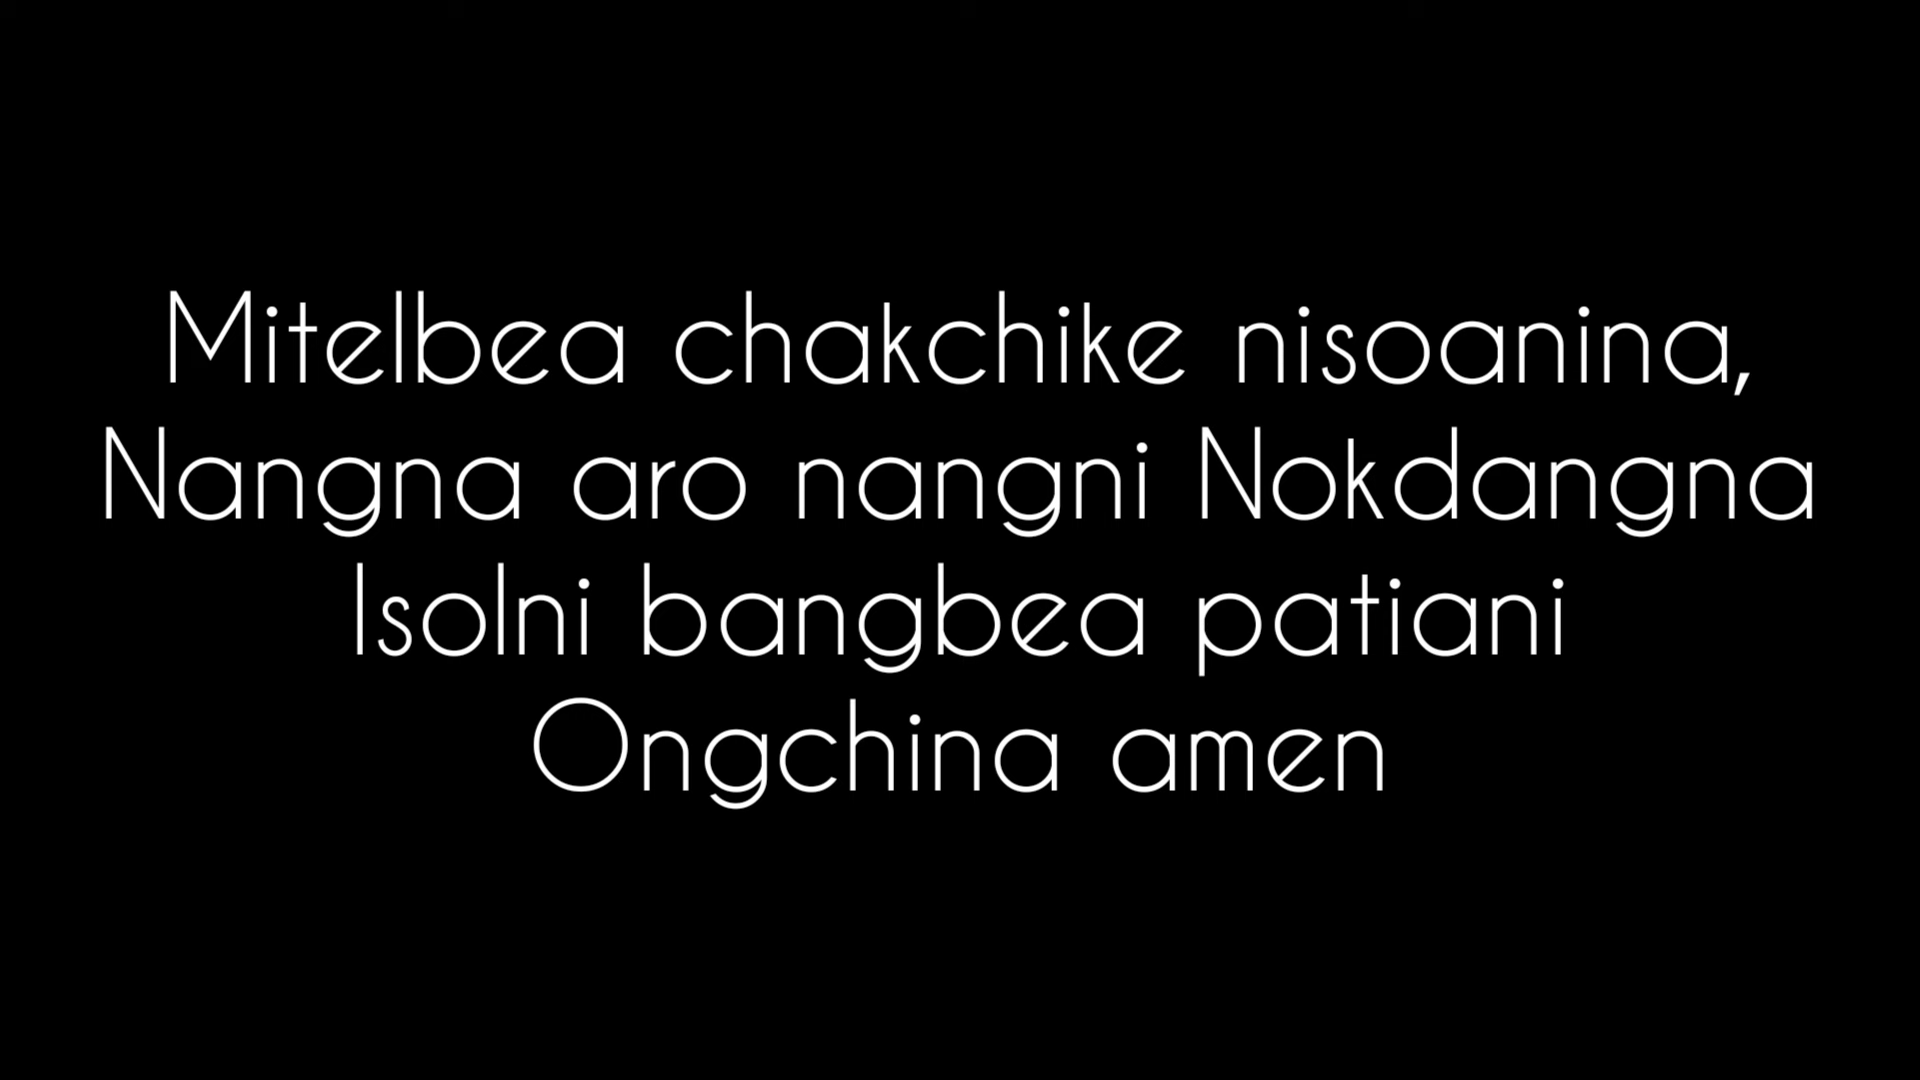 Mitelbea chakchike nisoanina,
Nangna aro nangni Nokdangna
Isolni bangbea patiani
Ongchina amen